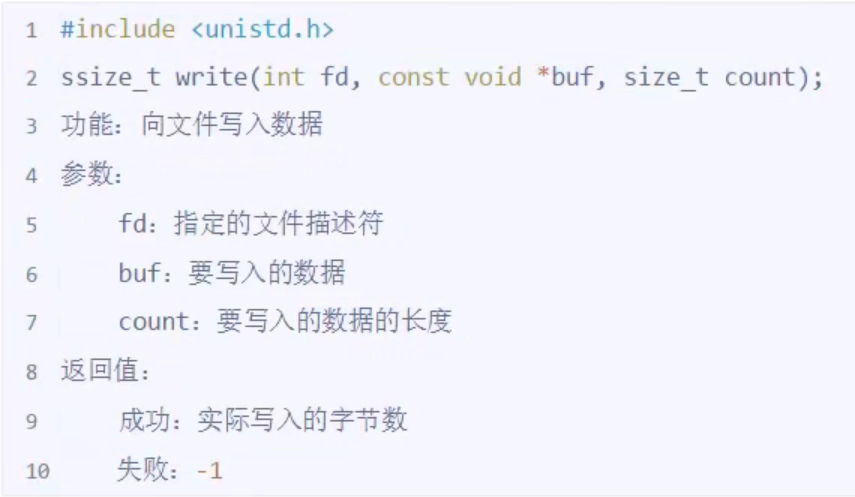 1 #include <unistd.h>
2 ssize_t write(int fd, const void *buf, size_t count);
3 功能：向文件写入数据
4 参数：
5 fd：指定的文件描述符
6 buf：要写入的数据
7 count：要写入的数据的长度
8 返回值：
9 成功：实际写入的字节数
10 失败：-1